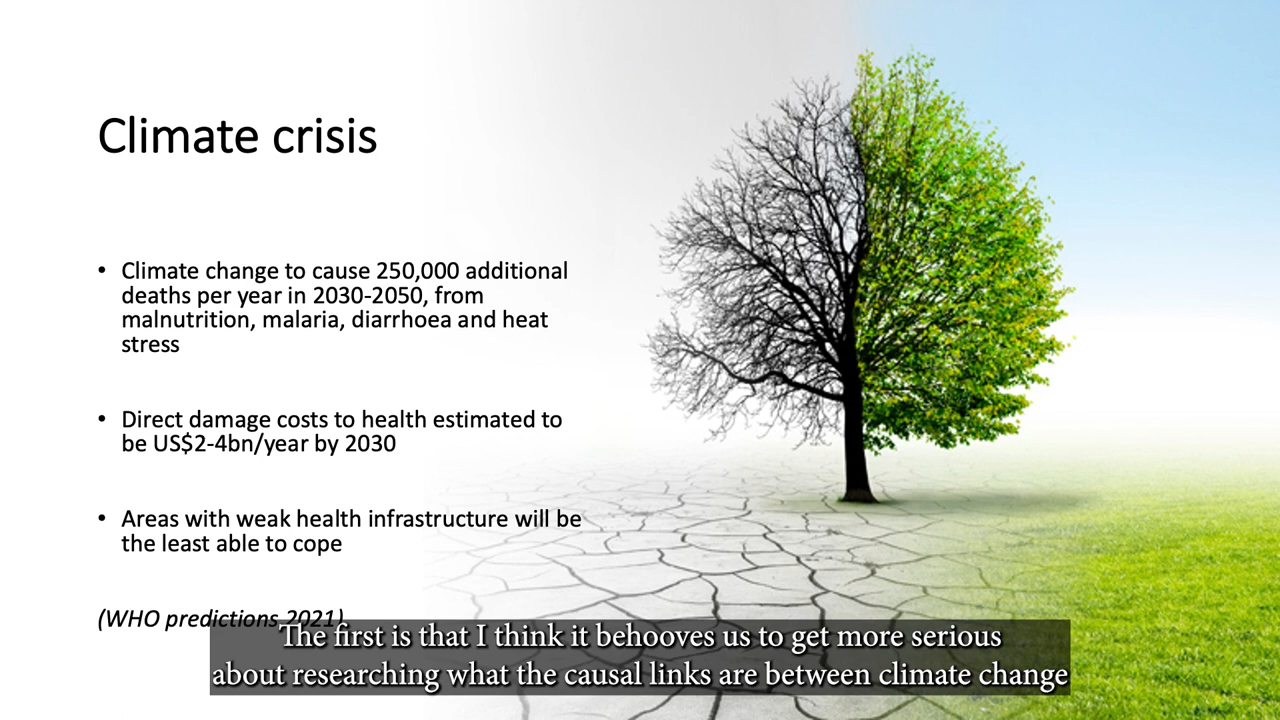 Climate crisis
• Climate change to cause 250,000 additional
deaths per year in 2030-2050, from
malnutrition, malaria, diarrhoea and heat
stress
• Direct damage costs to health estimated to
be US$2-4bn/year by 2030
• Areas with weak health infrastructure will be
the least able to cope
(WHO predictions 2021)
The first is that I think it behooves us to get more serious
about researching what the causal links are between climate change